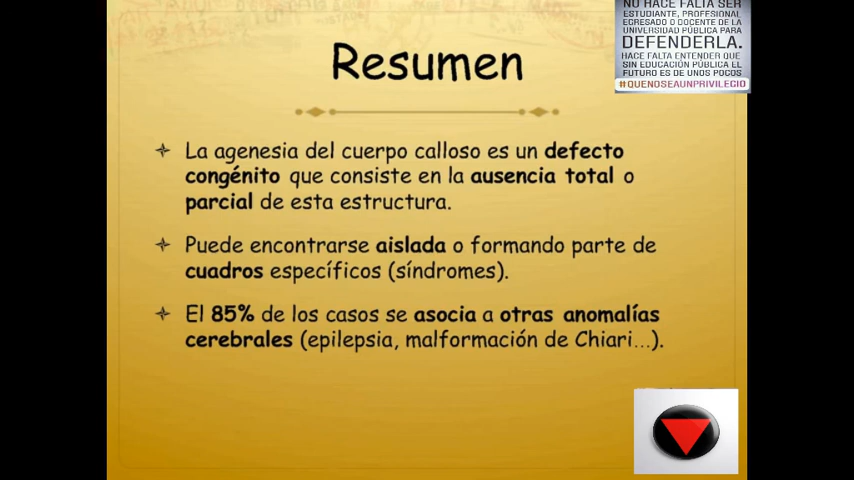 NO HACE FALTA SER
ESTUDIANTE, PROFESIONAL
EGRESADO O DOCENTE DE LA
UNIVERSIDAD PÚBLICA PARA
DEFENDERLA.
HACE FALTA ENTENDER QUE
SIN EDUCACIÓN PÚBLICA EL
FUTURO ES DE UNOS POCOS
#QUENOSEAUNPRIVILEGIO
Resumen
La agenesia del cuerpo calloso es un defecto
congénito que consiste en la ausencia total o
parcial de esta estructura.
Puede encontrarse aislada o formando parte de
cuadros específicos (síndromes).
El 85% de los casos se asocia a otras anomalías
cerebrales (epilepsia, malformación de Chiari...).